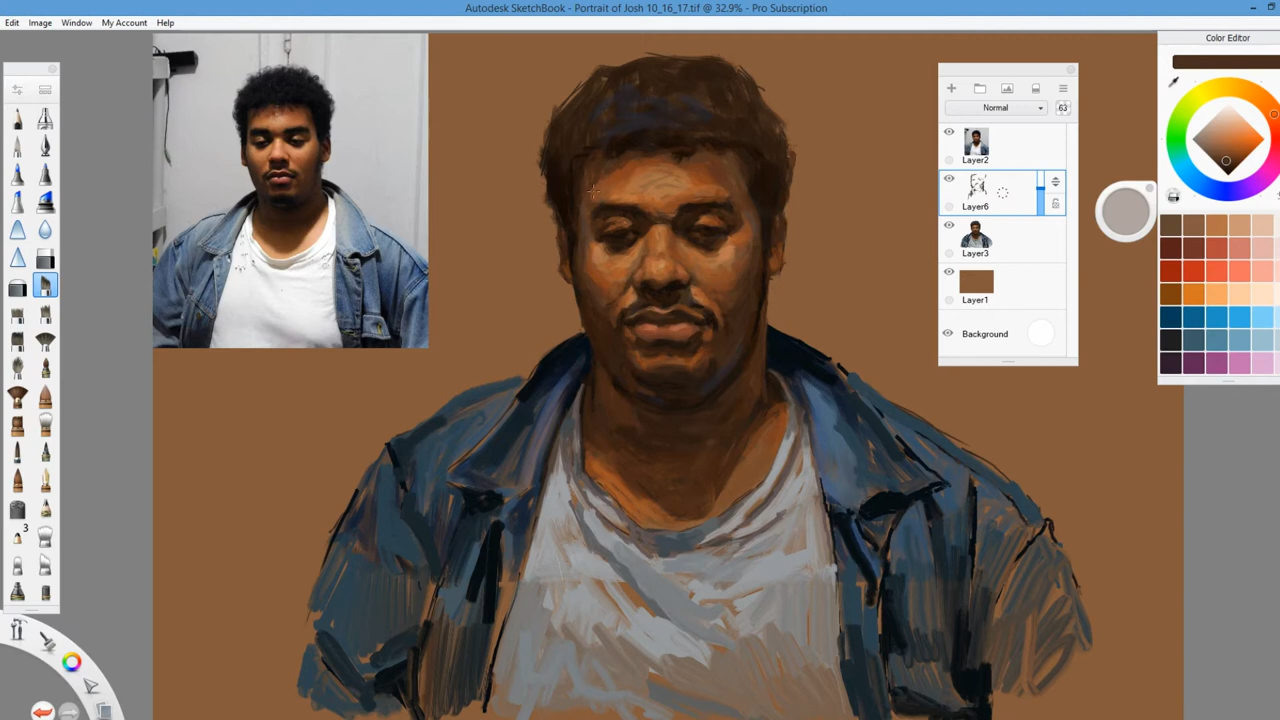 Autodesk SketchBook - Portrait of Josh 10_16_17.tif @ 32.9% - Pro Subscription
Edit Image Window My Account Help
Color Editor
Normal 63
Layer2
Layer6
Layer3
Layer1
Background
3